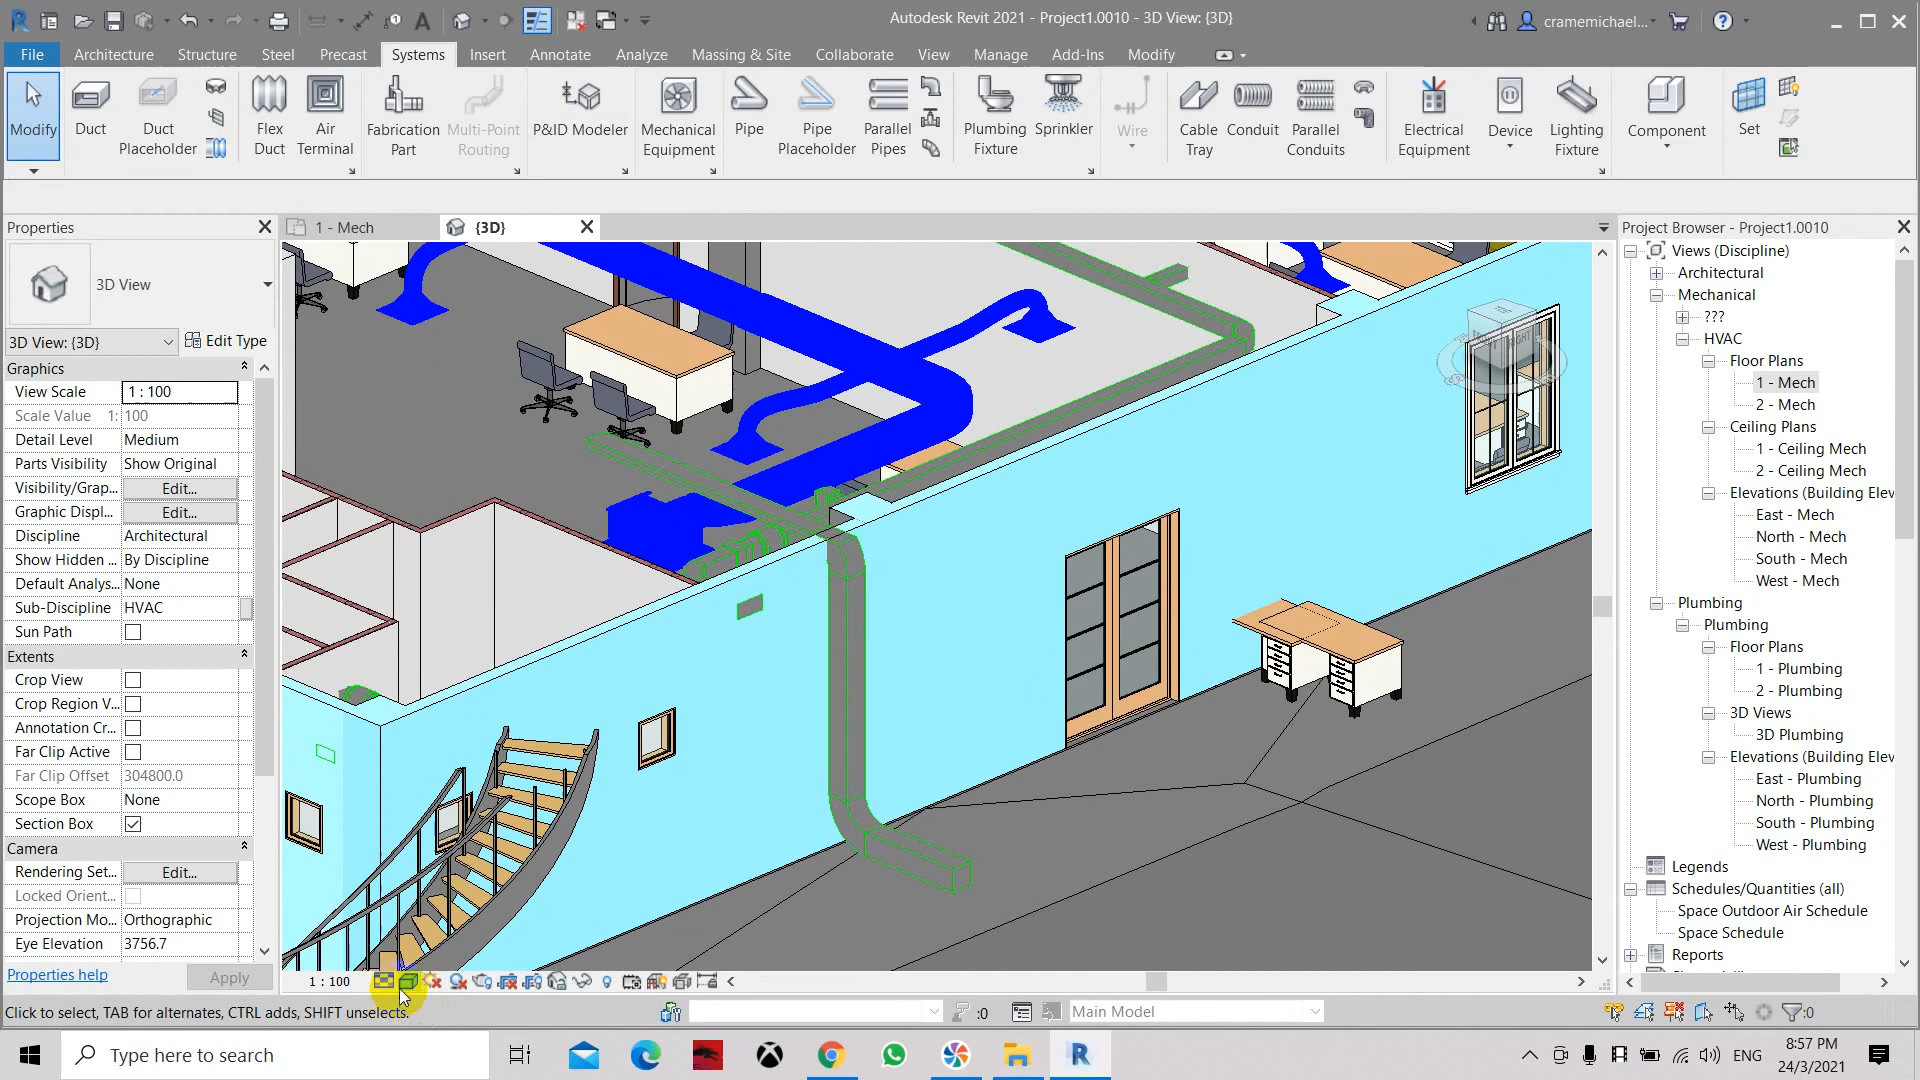 Autodesk Revit 2021 - Project1.0010 - 3D View: {3D}
cramemichael...
File Architecture Structure Steel Precast Systems Insert Annotate Analyze Massing & Site Collaborate View Manage Add-Ins Modify
Modify
Duct
Duct Placeholder
Flex Duct
Air Terminal
Fabrication Part
Multi-Point Routing
P&ID Modeler
Mechanical Equipment
Pipe
Pipe Placeholder
Parallel Pipes
Plumbing Fixture
Sprinkler
Wire
Cable Tray
Conduit
Parallel Conduits
Electrical Equipment
Device
Lighting Fixture
Component
Set
Properties
1 - Mech
{3D}
Project Browser - Project1.0010
3D View
3D View: {3D}
Edit Type
Graphics
View Scale 1 : 100
Scale Value 1: 100
Detail Level Medium
Parts Visibility Show Original
Visibility/Grap... Edit...
Graphic Displ... Edit...
Discipline Architectural
Show Hidden ... By Discipline
Default Analys... None
Sub-Discipline HVAC
Sun Path
Extents
Crop View
Crop Region V...
Annotation Cr...
Far Clip Active
Far Clip Offset 304800.0
Scope Box None
Section Box
Camera
Rendering Set... Edit...
Locked Orient...
Projection Mo... Orthographic
Eye Elevation 3756.7
Properties help
Apply
RIGHT
Views (Discipline)
Architectural
Mechanical
???
HVAC
Floor Plans
1 - Mech
2 - Mech
Ceiling Plans
1 - Ceiling Mech
2 - Ceiling Mech
Elevations (Building Elev
East - Mech
North - Mech
South - Mech
West - Mech
Plumbing
Plumbing
Floor Plans
1 - Plumbing
2 - Plumbing
3D Views
3D Plumbing
Elevations (Building Elev
East - Plumbing
North - Plumbing
South - Plumbing
West - Plumbing
Legends
Schedules/Quantities (all)
Space Outdoor Air Schedule
Space Schedule
Reports
1 : 100
Click to select, TAB for alternates, CTRL adds, SHIFT unselects.
:0
Main Model
:0
Type here to search
ENG
8:57 PM
24/3/2021